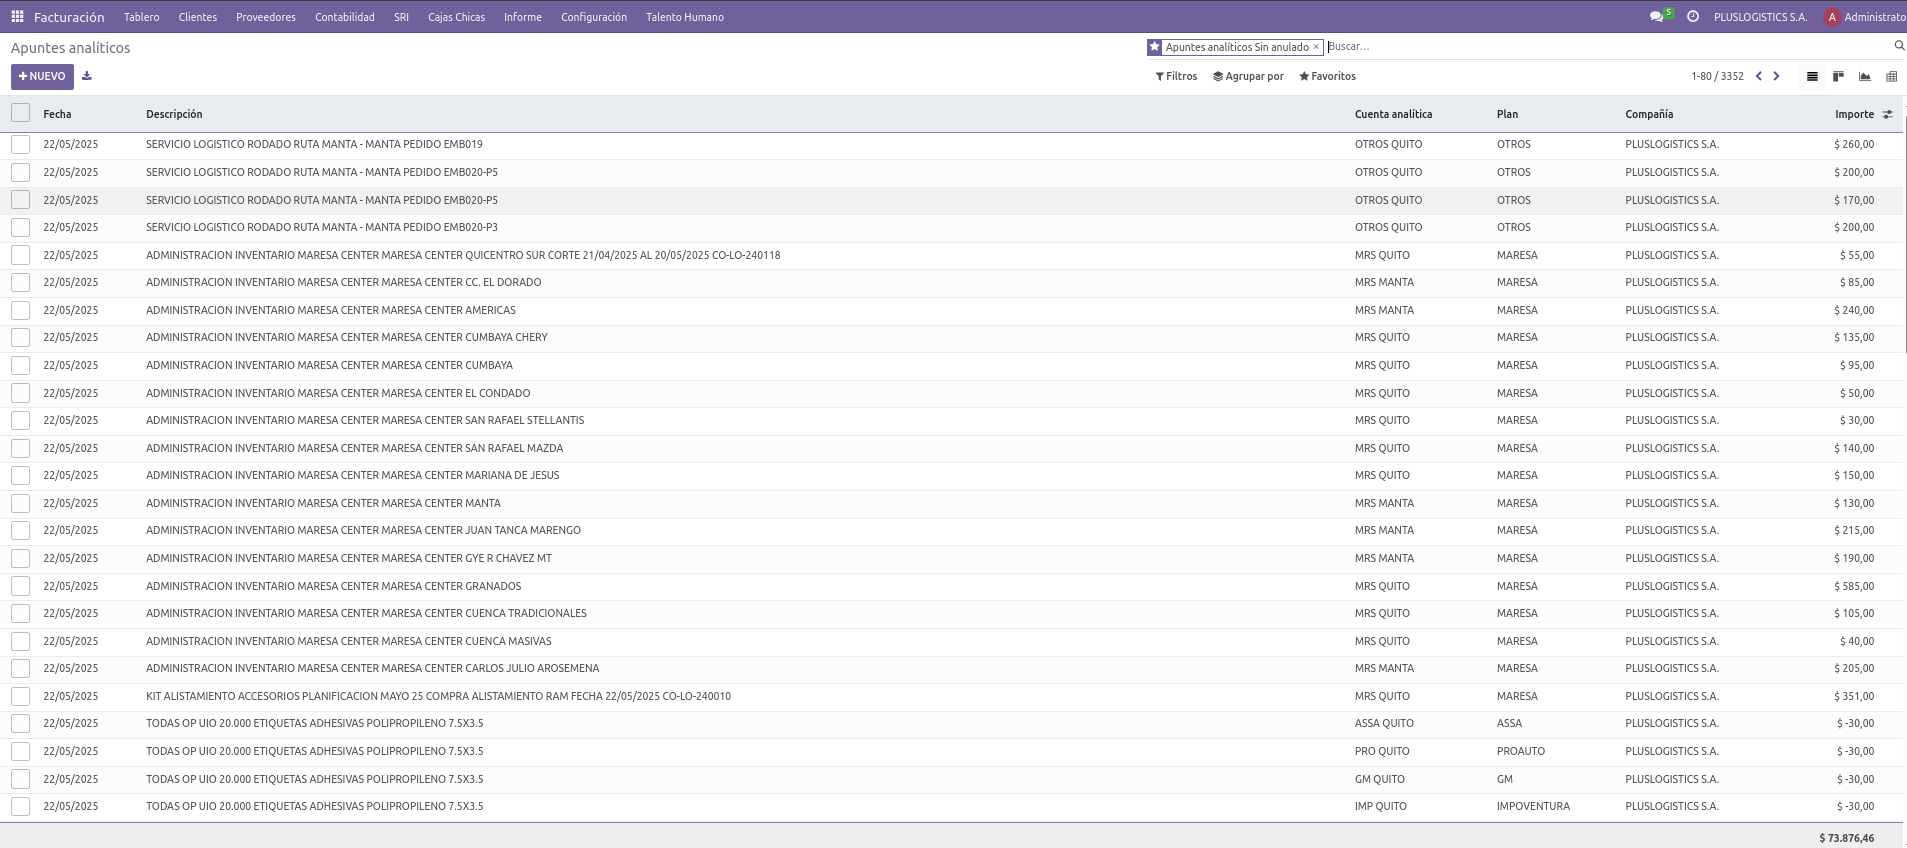 Facturación Tablero Clientes Proveedores Contabilidad SRI Cajas Chicas Informe Configuración Talento Humano 5 PLUSLOGISTICS S.A. A Administrato
Apuntes analíticos Apuntes analíticos Sin anulado × Buscar...
+ NUEVO Filtros Agrupar por Favoritos 1-80 / 3352
Fecha Descripción Cuenta analítica Plan Compañía Importe
22/05/2025 SERVICIO LOGISTICO RODADO RUTA MANTA - MANTA PEDIDO EMB019 OTROS QUITO OTROS PLUSLOGISTICS S.A. $ 260,00
22/05/2025 SERVICIO LOGISTICO RODADO RUTA MANTA - MANTA PEDIDO EMB020-P5 OTROS QUITO OTROS PLUSLOGISTICS S.A. $ 200,00
22/05/2025 SERVICIO LOGISTICO RODADO RUTA MANTA - MANTA PEDIDO EMB020-P5 OTROS QUITO OTROS PLUSLOGISTICS S.A. $ 170,00
22/05/2025 SERVICIO LOGISTICO RODADO RUTA MANTA - MANTA PEDIDO EMB020-P3 OTROS QUITO OTROS PLUSLOGISTICS S.A. $ 200,00
22/05/2025 ADMINISTRACION INVENTARIO MARESA CENTER MARESA CENTER QUICENTRO SUR CORTE 21/04/2025 AL 20/05/2025 CO-LO-240118 MRS QUITO MARESA PLUSLOGISTICS S.A. $ 55,00
22/05/2025 ADMINISTRACION INVENTARIO MARESA CENTER MARESA CENTER CC. EL DORADO MRS MANTA MARESA PLUSLOGISTICS S.A. $ 85,00
22/05/2025 ADMINISTRACION INVENTARIO MARESA CENTER MARESA CENTER AMERICAS MRS MANTA MARESA PLUSLOGISTICS S.A. $ 240,00
22/05/2025 ADMINISTRACION INVENTARIO MARESA CENTER MARESA CENTER CUMBAYA CHERY MRS QUITO MARESA PLUSLOGISTICS S.A. $ 135,00
22/05/2025 ADMINISTRACION INVENTARIO MARESA CENTER MARESA CENTER CUMBAYA MRS QUITO MARESA PLUSLOGISTICS S.A. $ 95,00
22/05/2025 ADMINISTRACION INVENTARIO MARESA CENTER MARESA CENTER EL CONDADO MRS QUITO MARESA PLUSLOGISTICS S.A. $ 50,00
22/05/2025 ADMINISTRACION INVENTARIO MARESA CENTER MARESA CENTER SAN RAFAEL STELLANTIS MRS QUITO MARESA PLUSLOGISTICS S.A. $ 30,00
22/05/2025 ADMINISTRACION INVENTARIO MARESA CENTER MARESA CENTER SAN RAFAEL MAZDA MRS QUITO MARESA PLUSLOGISTICS S.A. $ 140,00
22/05/2025 ADMINISTRACION INVENTARIO MARESA CENTER MARESA CENTER MARIANA DE JESUS MRS QUITO MARESA PLUSLOGISTICS S.A. $ 150,00
22/05/2025 ADMINISTRACION INVENTARIO MARESA CENTER MARESA CENTER MANTA MRS MANTA MARESA PLUSLOGISTICS S.A. $ 130,00
22/05/2025 ADMINISTRACION INVENTARIO MARESA CENTER MARESA CENTER JUAN TANCA MARENGO MRS MANTA MARESA PLUSLOGISTICS S.A. $ 215,00
22/05/2025 ADMINISTRACION INVENTARIO MARESA CENTER MARESA CENTER GYE R CHAVEZ MT MRS MANTA MARESA PLUSLOGISTICS S.A. $ 190,00
22/05/2025 ADMINISTRACION INVENTARIO MARESA CENTER MARESA CENTER GRANADOS MRS QUITO MARESA PLUSLOGISTICS S.A. $ 585,00
22/05/2025 ADMINISTRACION INVENTARIO MARESA CENTER MARESA CENTER CUENCA TRADICIONALES MRS QUITO MARESA PLUSLOGISTICS S.A. $ 105,00
22/05/2025 ADMINISTRACION INVENTARIO MARESA CENTER MARESA CENTER CUENCA MASIVAS MRS QUITO MARESA PLUSLOGISTICS S.A. $ 40,00
22/05/2025 ADMINISTRACION INVENTARIO MARESA CENTER MARESA CENTER CARLOS JULIO AROSEMENA MRS MANTA MARESA PLUSLOGISTICS S.A. $ 205,00
22/05/2025 KIT ALISTAMIENTO ACCESORIOS PLANIFICACION MAYO 25 COMPRA ALISTAMIENTO RAM FECHA 22/05/2025 CO-LO-240010 MRS QUITO MARESA PLUSLOGISTICS S.A. $ 351,00
22/05/2025 TODAS OP UIO 20.000 ETIQUETAS ADHESIVAS POLIPROPILENO 7.5X3.5 ASSA QUITO ASSA PLUSLOGISTICS S.A. $ -30,00
22/05/2025 TODAS OP UIO 20.000 ETIQUETAS ADHESIVAS POLIPROPILENO 7.5X3.5 PRO QUITO PROAUTO PLUSLOGISTICS S.A. $ -30,00
22/05/2025 TODAS OP UIO 20.000 ETIQUETAS ADHESIVAS POLIPROPILENO 7.5X3.5 GM QUITO GM PLUSLOGISTICS S.A. $ -30,00
22/05/2025 TODAS OP UIO 20.000 ETIQUETAS ADHESIVAS POLIPROPILENO 7.5X3.5 IMP QUITO IMPOVENTURA PLUSLOGISTICS S.A. $ -30,00
$ 73.876,46